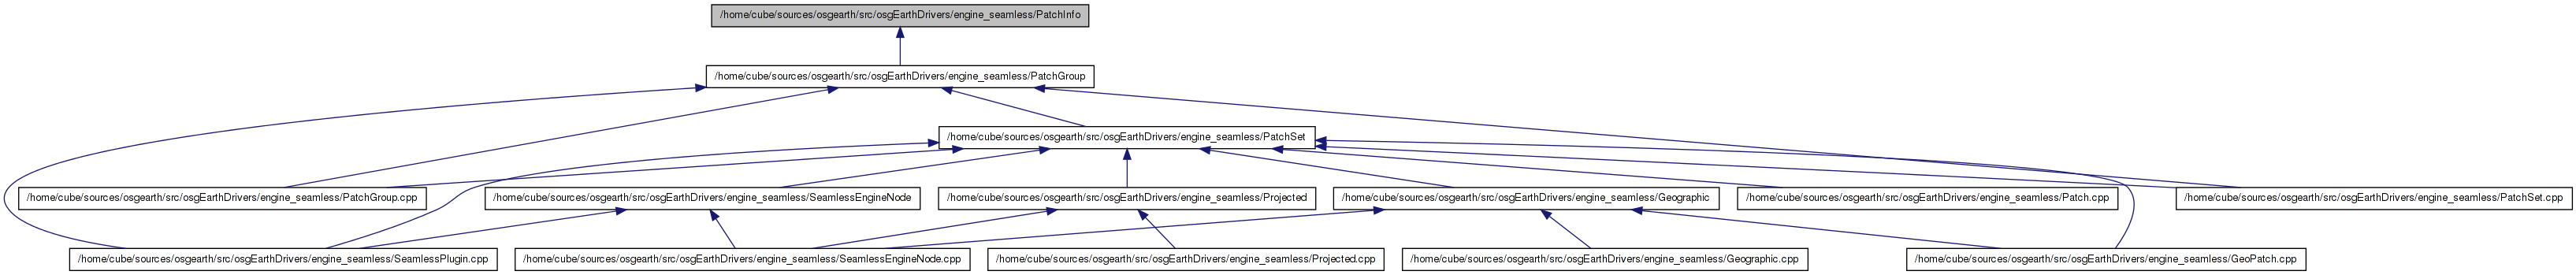 /home/cube/sources/osgearth/src/osgEarthDrivers/engine_seamless/PatchInfo
/home/cube/sources/osgearth/src/osgEarthDrivers/engine_seamless/PatchGroup
/home/cube/sources/osgearth/src/osgEarthDrivers/engine_seamless/PatchSet
/home/cube/sources/osgearth/src/osgEarthDrivers/engine_seamless/PatchGroup.cpp
/home/cube/sources/osgearth/src/osgEarthDrivers/engine_seamless/SeamlessEngineNode
/home/cube/sources/osgearth/src/osgEarthDrivers/engine_seamless/Projected
/home/cube/sources/osgearth/src/osgEarthDrivers/engine_seamless/Geographic
/home/cube/sources/osgearth/src/osgEarthDrivers/engine_seamless/Patch.cpp
/home/cube/sources/osgearth/src/osgEarthDrivers/engine_seamless/PatchSet.cpp
/home/cube/sources/osgearth/src/osgEarthDrivers/engine_seamless/SeamlessPlugin.cpp
/home/cube/sources/osgearth/src/osgEarthDrivers/engine_seamless/SeamlessEngineNode.cpp
/home/cube/sources/osgearth/src/osgEarthDrivers/engine_seamless/Projected.cpp
/home/cube/sources/osgearth/src/osgEarthDrivers/engine_seamless/Geographic.cpp
/home/cube/sources/osgearth/src/osgEarthDrivers/engine_seamless/GeoPatch.cpp